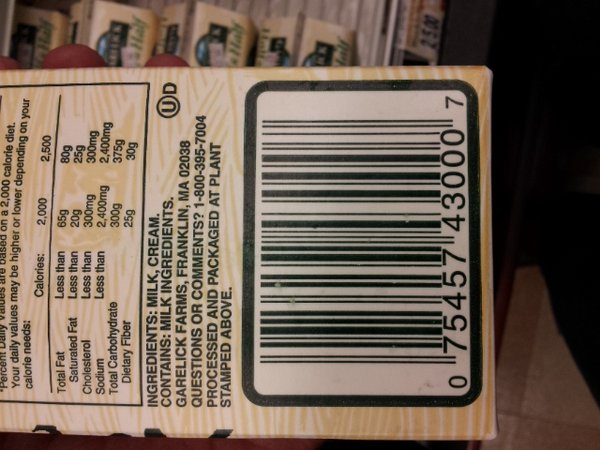 *Percent Daily Values are based on a 2,000 calorie diet.
Your daily values may be higher or lower depending on your
calorie needs:
Calories: 2,000 2,500
Total Fat Less than 65g 80g
Saturated Fat Less than 20g 25g
Cholesterol Less than 300mg 300mg
Sodium Less than 2,400mg 2,400mg
Total Carbohydrate 300g 375g
Dietary Fiber 25g 30g
INGREDIENTS: MILK, CREAM.
CONTAINS: MILK INGREDIENTS.
GARELICK FARMS, FRANKLIN, MA 02038
QUESTIONS OR COMMENTS? 1-800-395-7004
PROCESSED AND PACKAGED AT PLANT
STAMPED ABOVE.
U D
0 75457 43000 7
Half
2/5.00